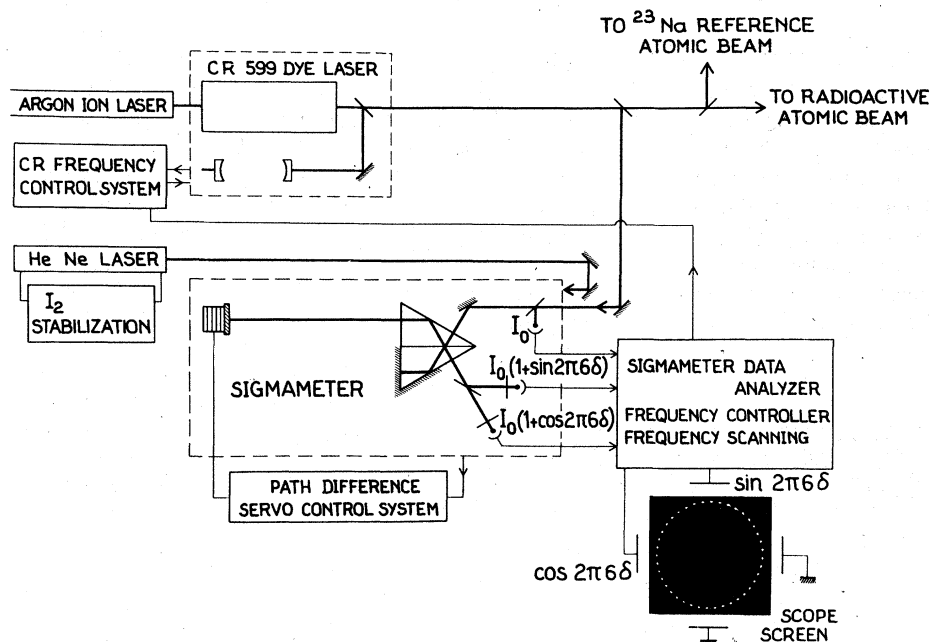 TO ²³Na REFERENCE
ATOMIC BEAM
CR 599 DYE LASER
ARGON ION LASER
TO RADIOACTIVE
ATOMIC BEAM
CR FREQUENCY
CONTROL SYSTEM
He Ne LASER
I₂
STABILIZATION
I₀
SIGMAMETER
I₀(1+sin2π6δ)
I₀(1+cos2π6δ)
SIGMAMETER DATA
ANALYZER
FREQUENCY CONTROLLER
FREQUENCY SCANNING
PATH DIFFERENCE
SERVO CONTROL SYSTEM
sin 2π6δ
cos 2π6δ
SCOPE
SCREEN